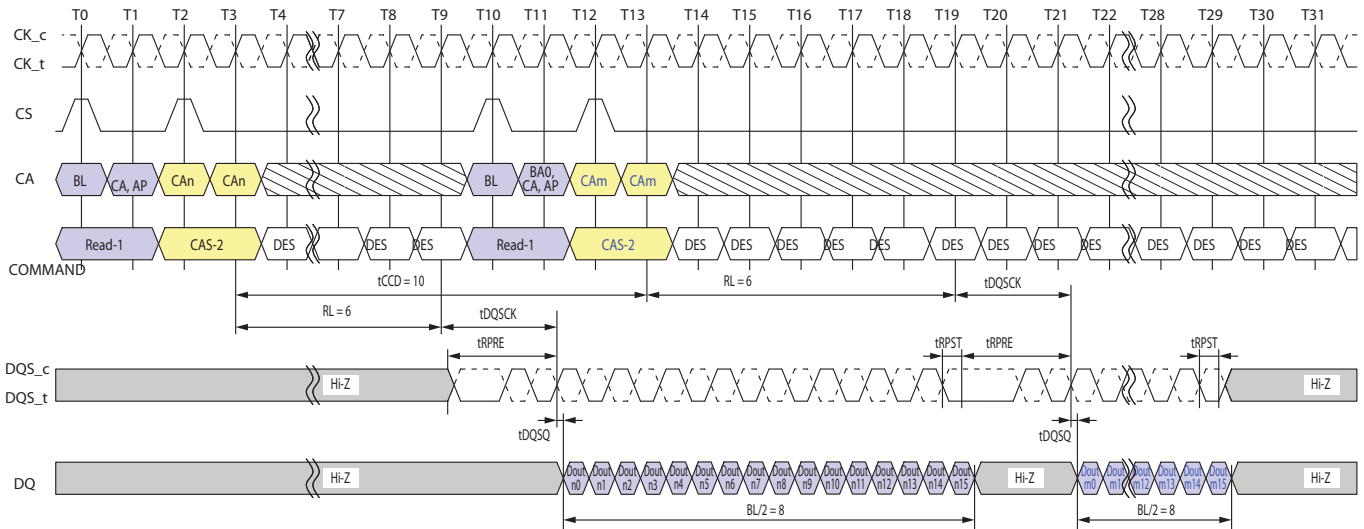 T0 T1 T2 T3 T4 T7 T8 T9 T10 T11 T12 T13 T14 T15 T16 T17 T18 T19 T20 T21 T22 T28 T29 T30 T31
CK_c
CK_t
CS
CA BL CA, AP CAn CAn BL BA0, CA, AP CAm CAm
COMMAND Read-1 CAS-2 DES DES DES Read-1 CAS-2 DES DES DES DES DES DES DES DES DES DES DES DES DES
tCCD = 10 RL = 6 tDQSCK
RL = 6 tDQSCK
tRPRE tRPST tRPRE tRPST
DQS_c
DQS_t
Hi-Z Hi-Z
tDQSQ tDQSQ
DQ Hi-Z Dout n0 Dout n1 Dout n2 Dout n3 Dout n4 Dout n5 Dout n6 Dout n7 Dout n8 Dout n9 Dout n10 Dout n11 Dout n12 Dout n13 Dout n14 Dout n15 Hi-Z Dout m0 Dout m1 Dout m12 Dout m13 Dout m14 Dout m15 Hi-Z
BL/2 = 8 BL/2 = 8